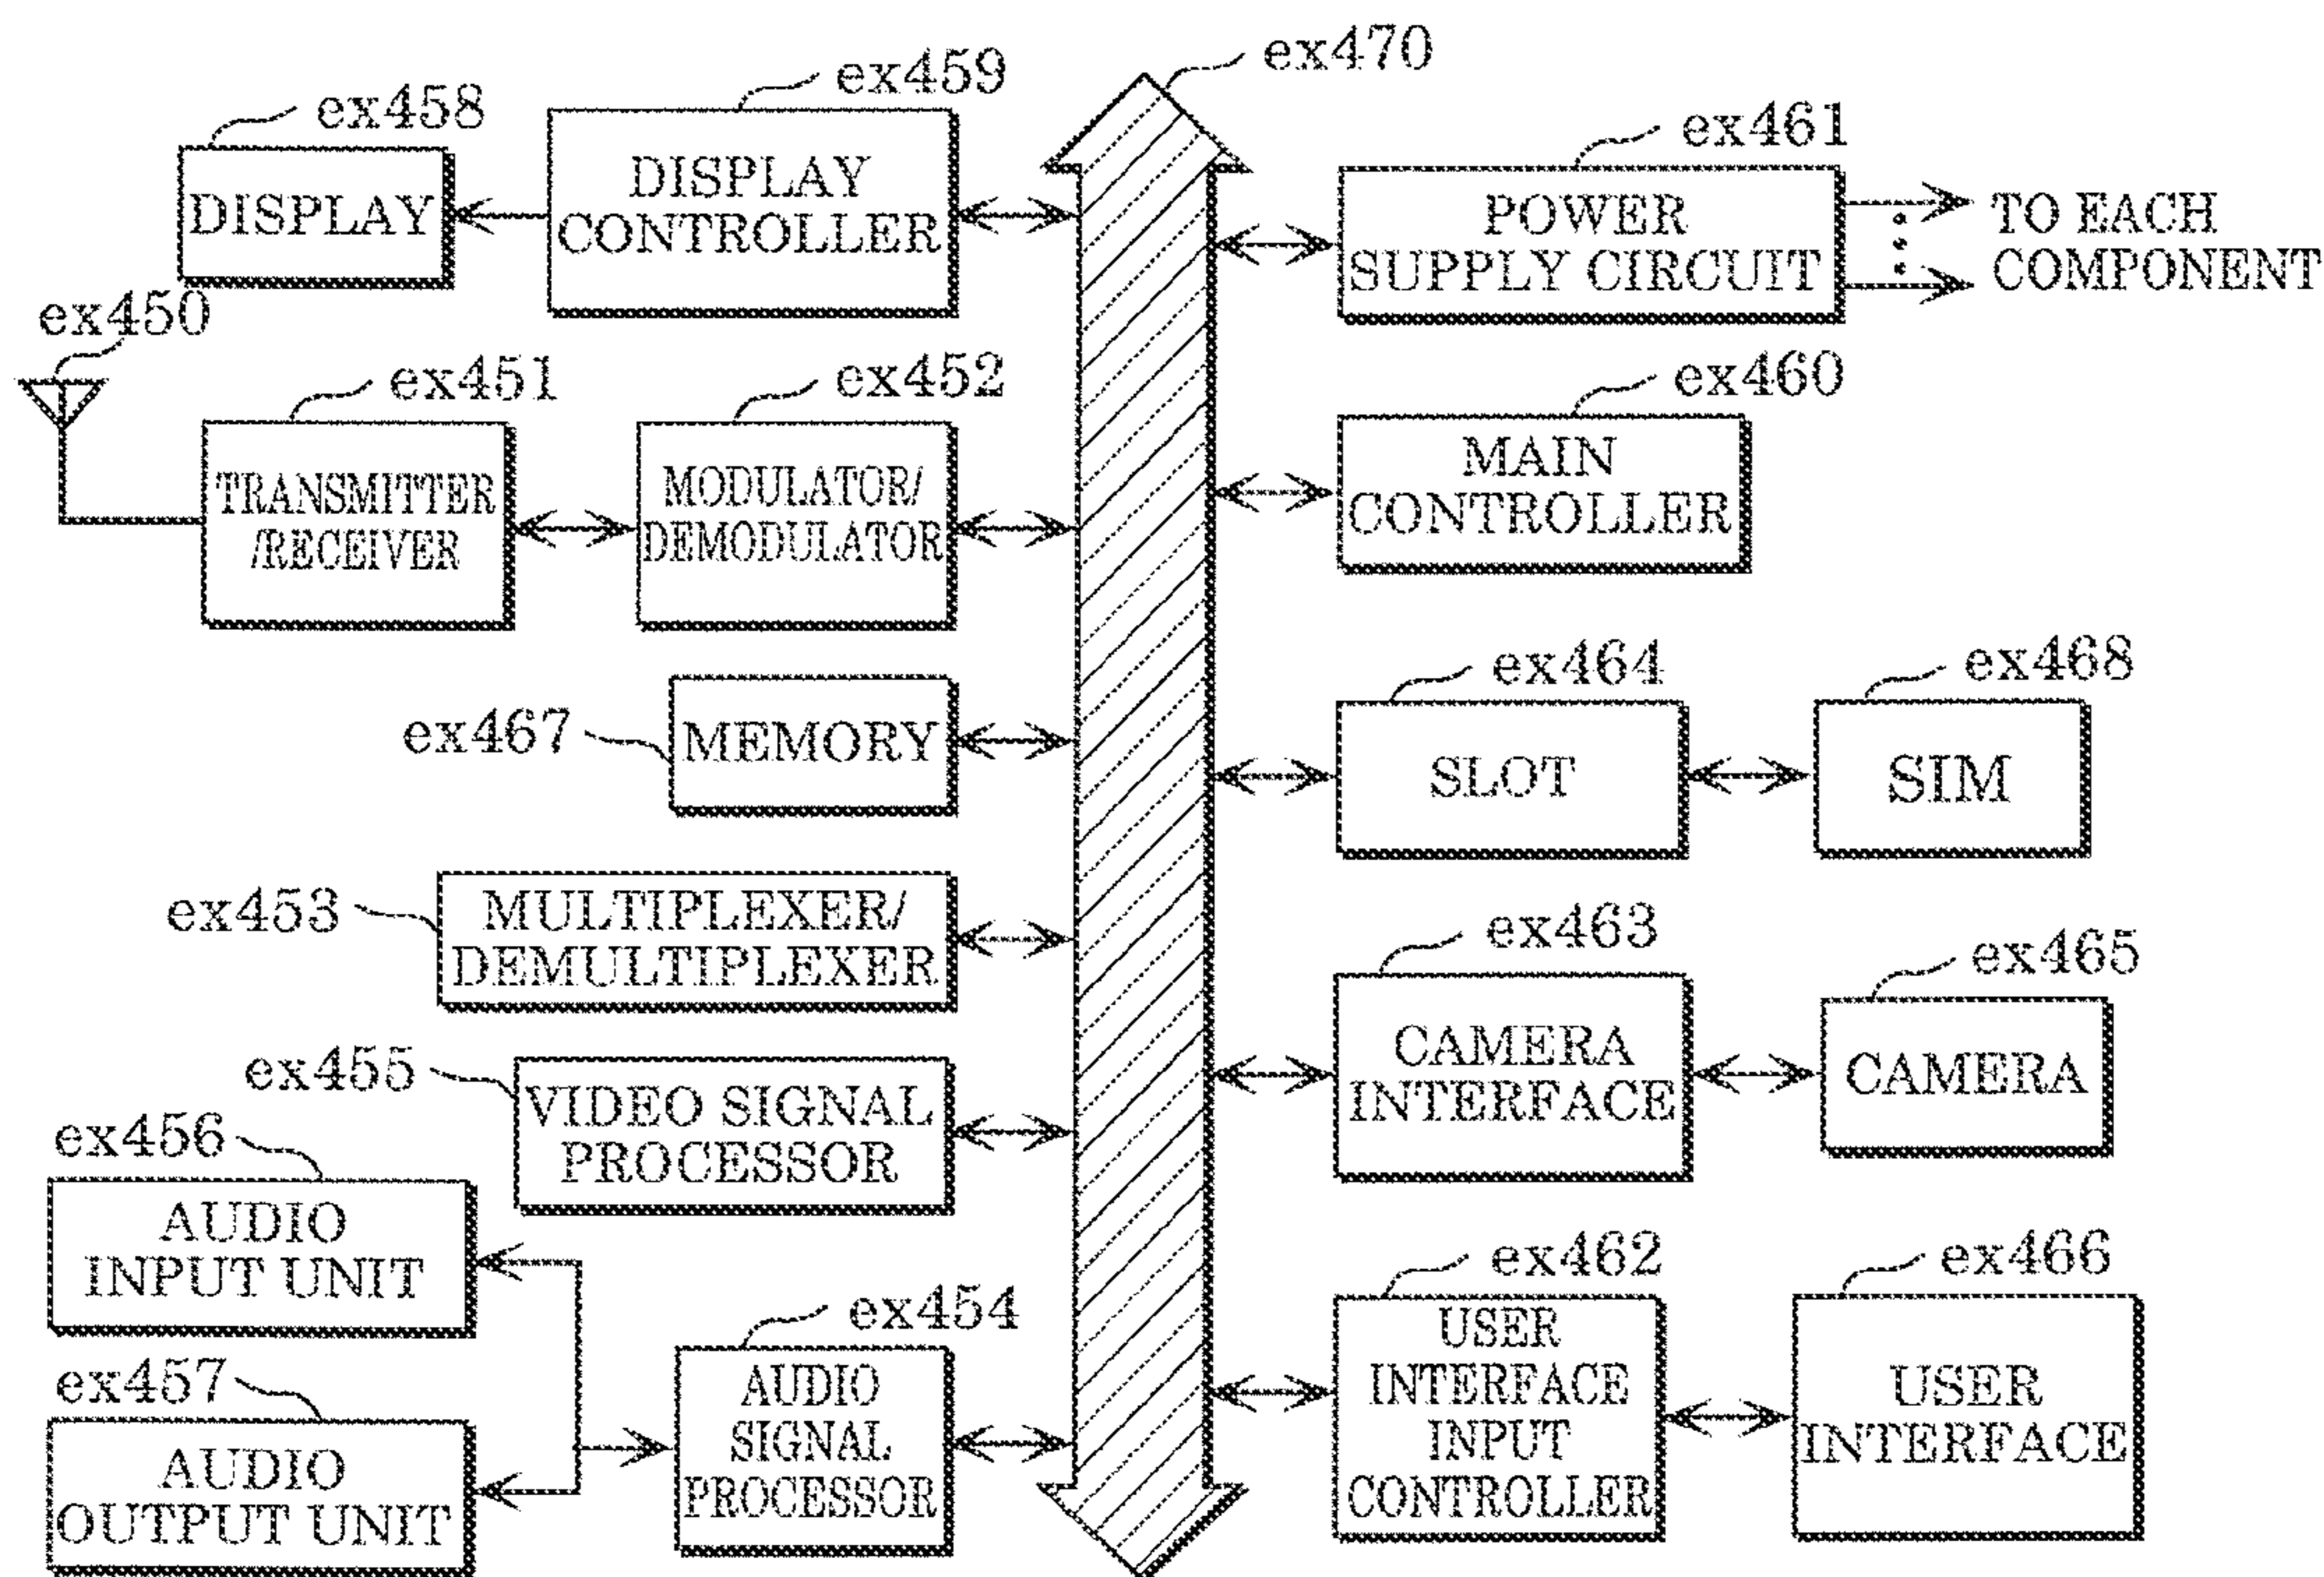 ex470
ex459
ex458
DISPLAY
DISPLAY
CONTROLLER
ex461
POWER
SUPPLY CIRCUIT
TO EACH
COMPONENT
ex450
ex451
TRANSMITTER
/RECEIVER
ex452
MODULATOR/
DEMODULATOR
ex460
MAIN
CONTROLLER
ex467
MEMORY
ex464
SLOT
ex468
SIM
ex453
MULTIPLEXER/
DEMULTIPLEXER
ex463
CAMERA
INTERFACE
ex465
CAMERA
ex455
VIDEO SIGNAL
PROCESSOR
ex456
AUDIO
INPUT UNIT
ex457
AUDIO
OUTPUT UNIT
ex454
AUDIO
SIGNAL
PROCESSOR
ex462
USER
INTERFACE
INPUT
CONTROLLER
ex466
USER
INTERFACE